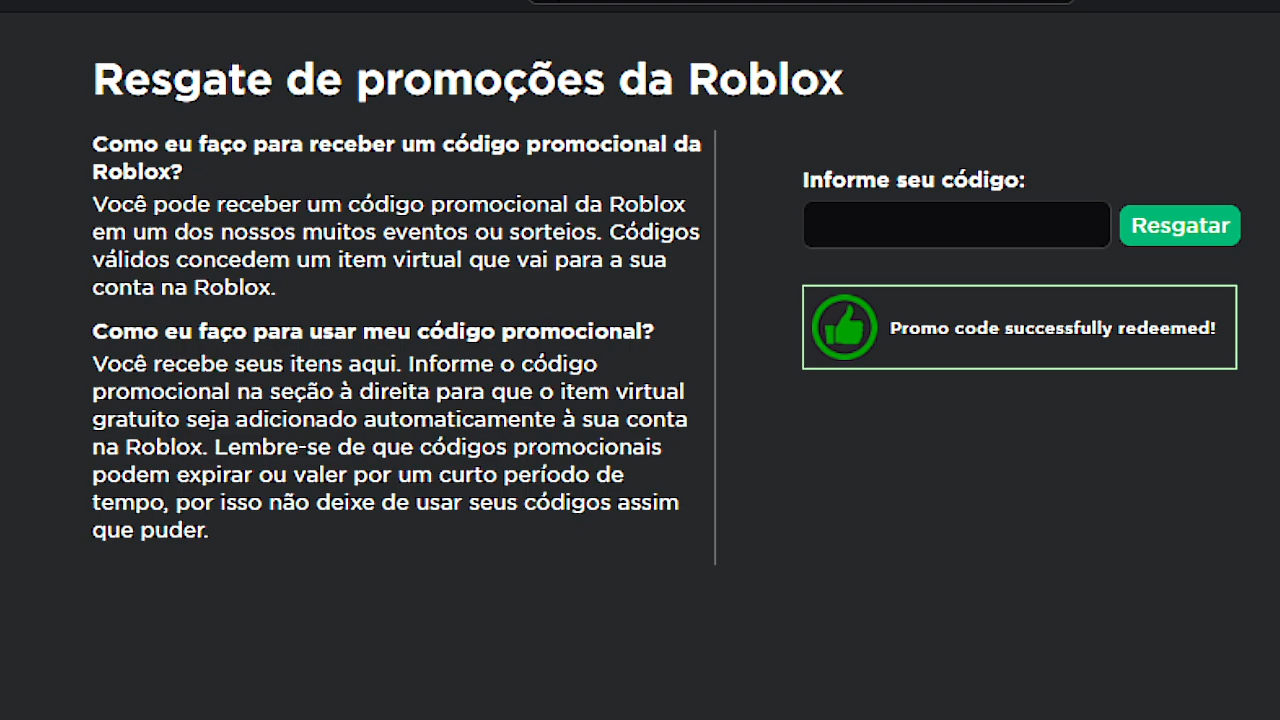 Resgate de promoções da Roblox
Como eu faço para receber um código promocional da
Roblox?
Você pode receber um código promocional da Roblox
em um dos nossos muitos eventos ou sorteios. Códigos
válidos concedem um item virtual que vai para a sua
conta na Roblox.
Como eu faço para usar meu código promocional?
Você recebe seus itens aqui. Informe o código
promocional na seção à direita para que o item virtual
gratuito seja adicionado automaticamente à sua conta
na Roblox. Lembre-se de que códigos promocionais
podem expirar ou valer por um curto período de
tempo, por isso não deixe de usar seus códigos assim
que puder.
Informe seu código:
Resgatar
Promo code successfully redeemed!